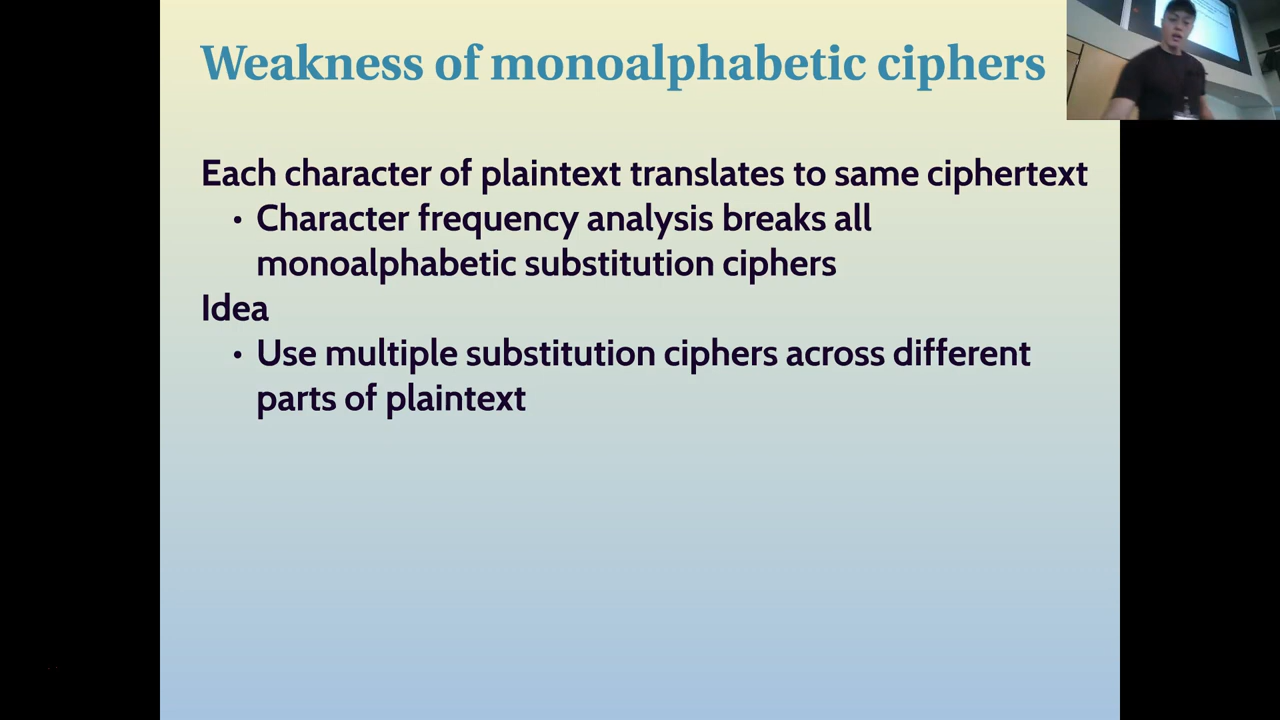 Weakness of monoalphabetic ciphers
Each character of plaintext translates to same ciphertext
• Character frequency analysis breaks all
monoalphabetic substitution ciphers
Idea
• Use multiple substitution ciphers across different
parts of plaintext